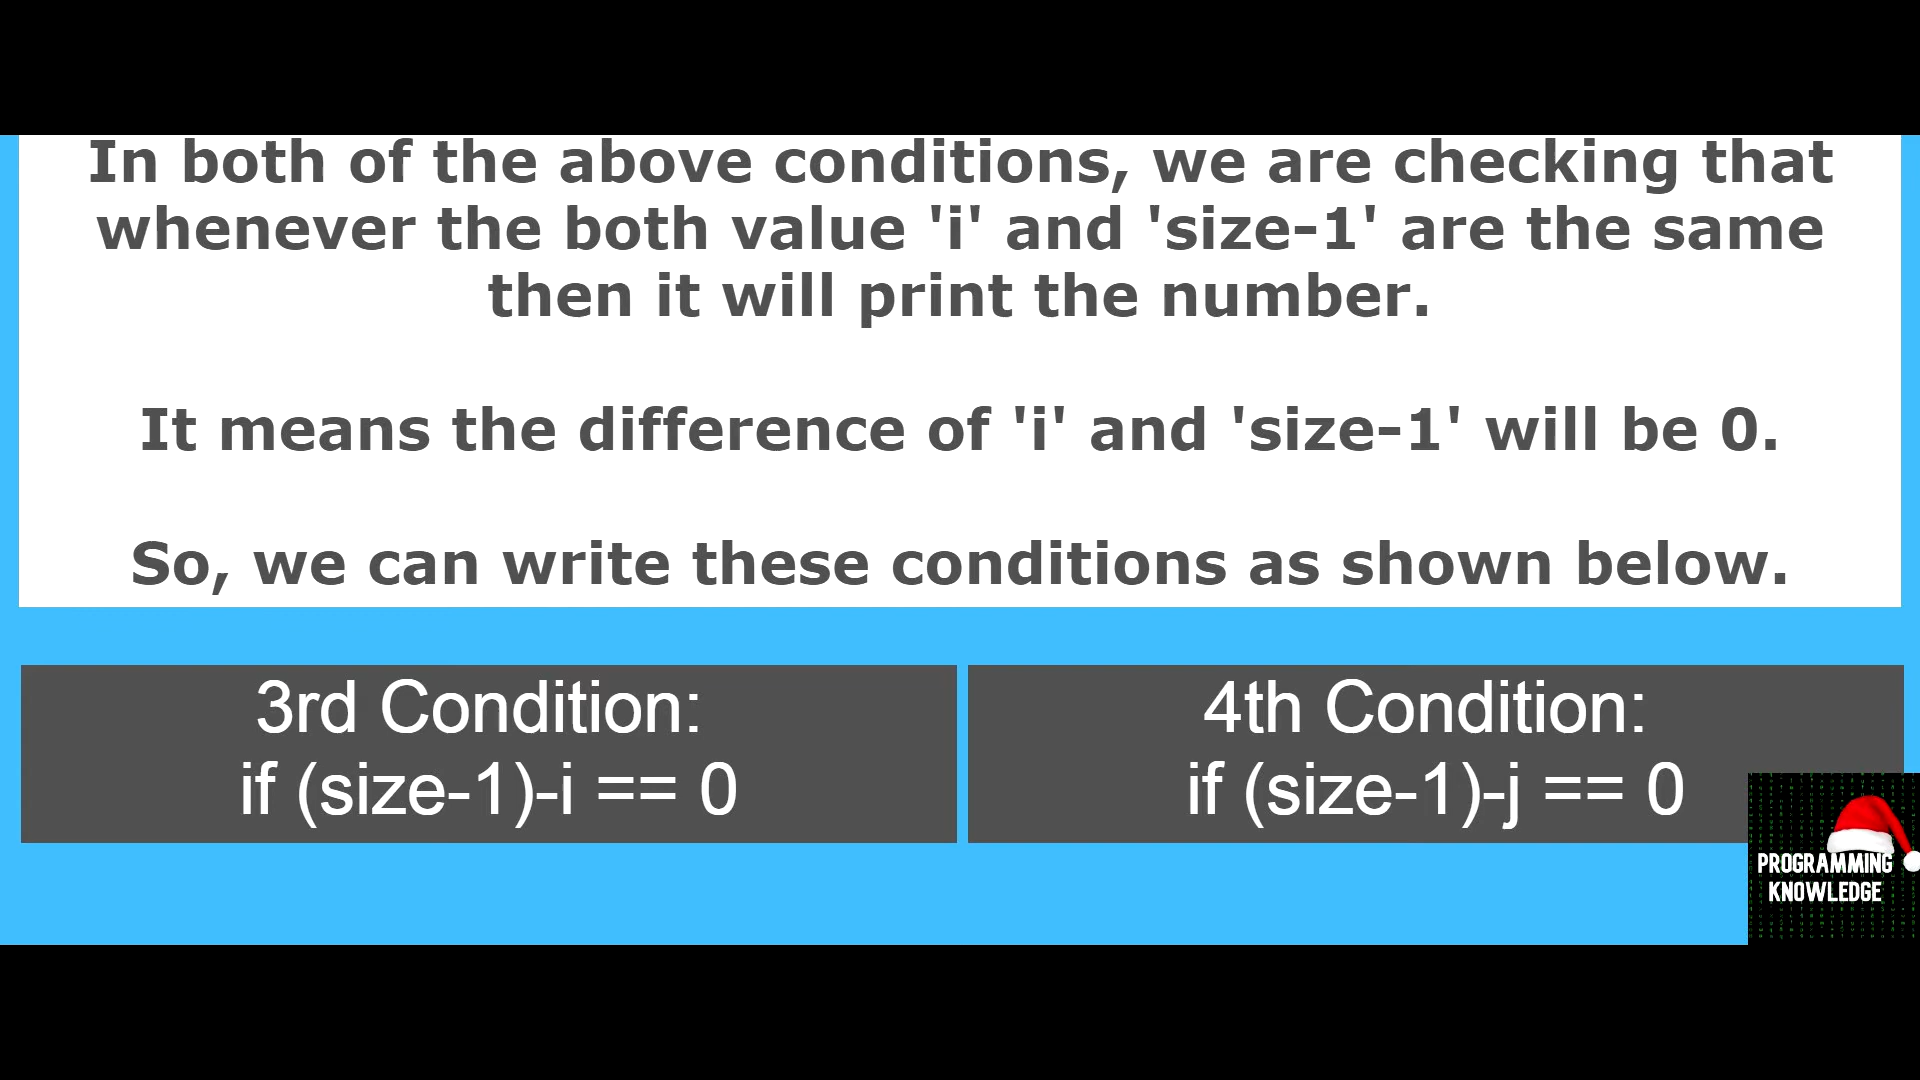 In both of the above conditions, we are checking that
whenever the both value 'i' and 'size-1' are the same
then it will print the number.
It means the difference of 'i' and 'size-1' will be 0.
So, we can write these conditions as shown below.
3rd Condition:
if (size-1)-i == 0
4th Condition:
if (size-1)-j == 0
PROGRAMMING
KNOWLEDGE